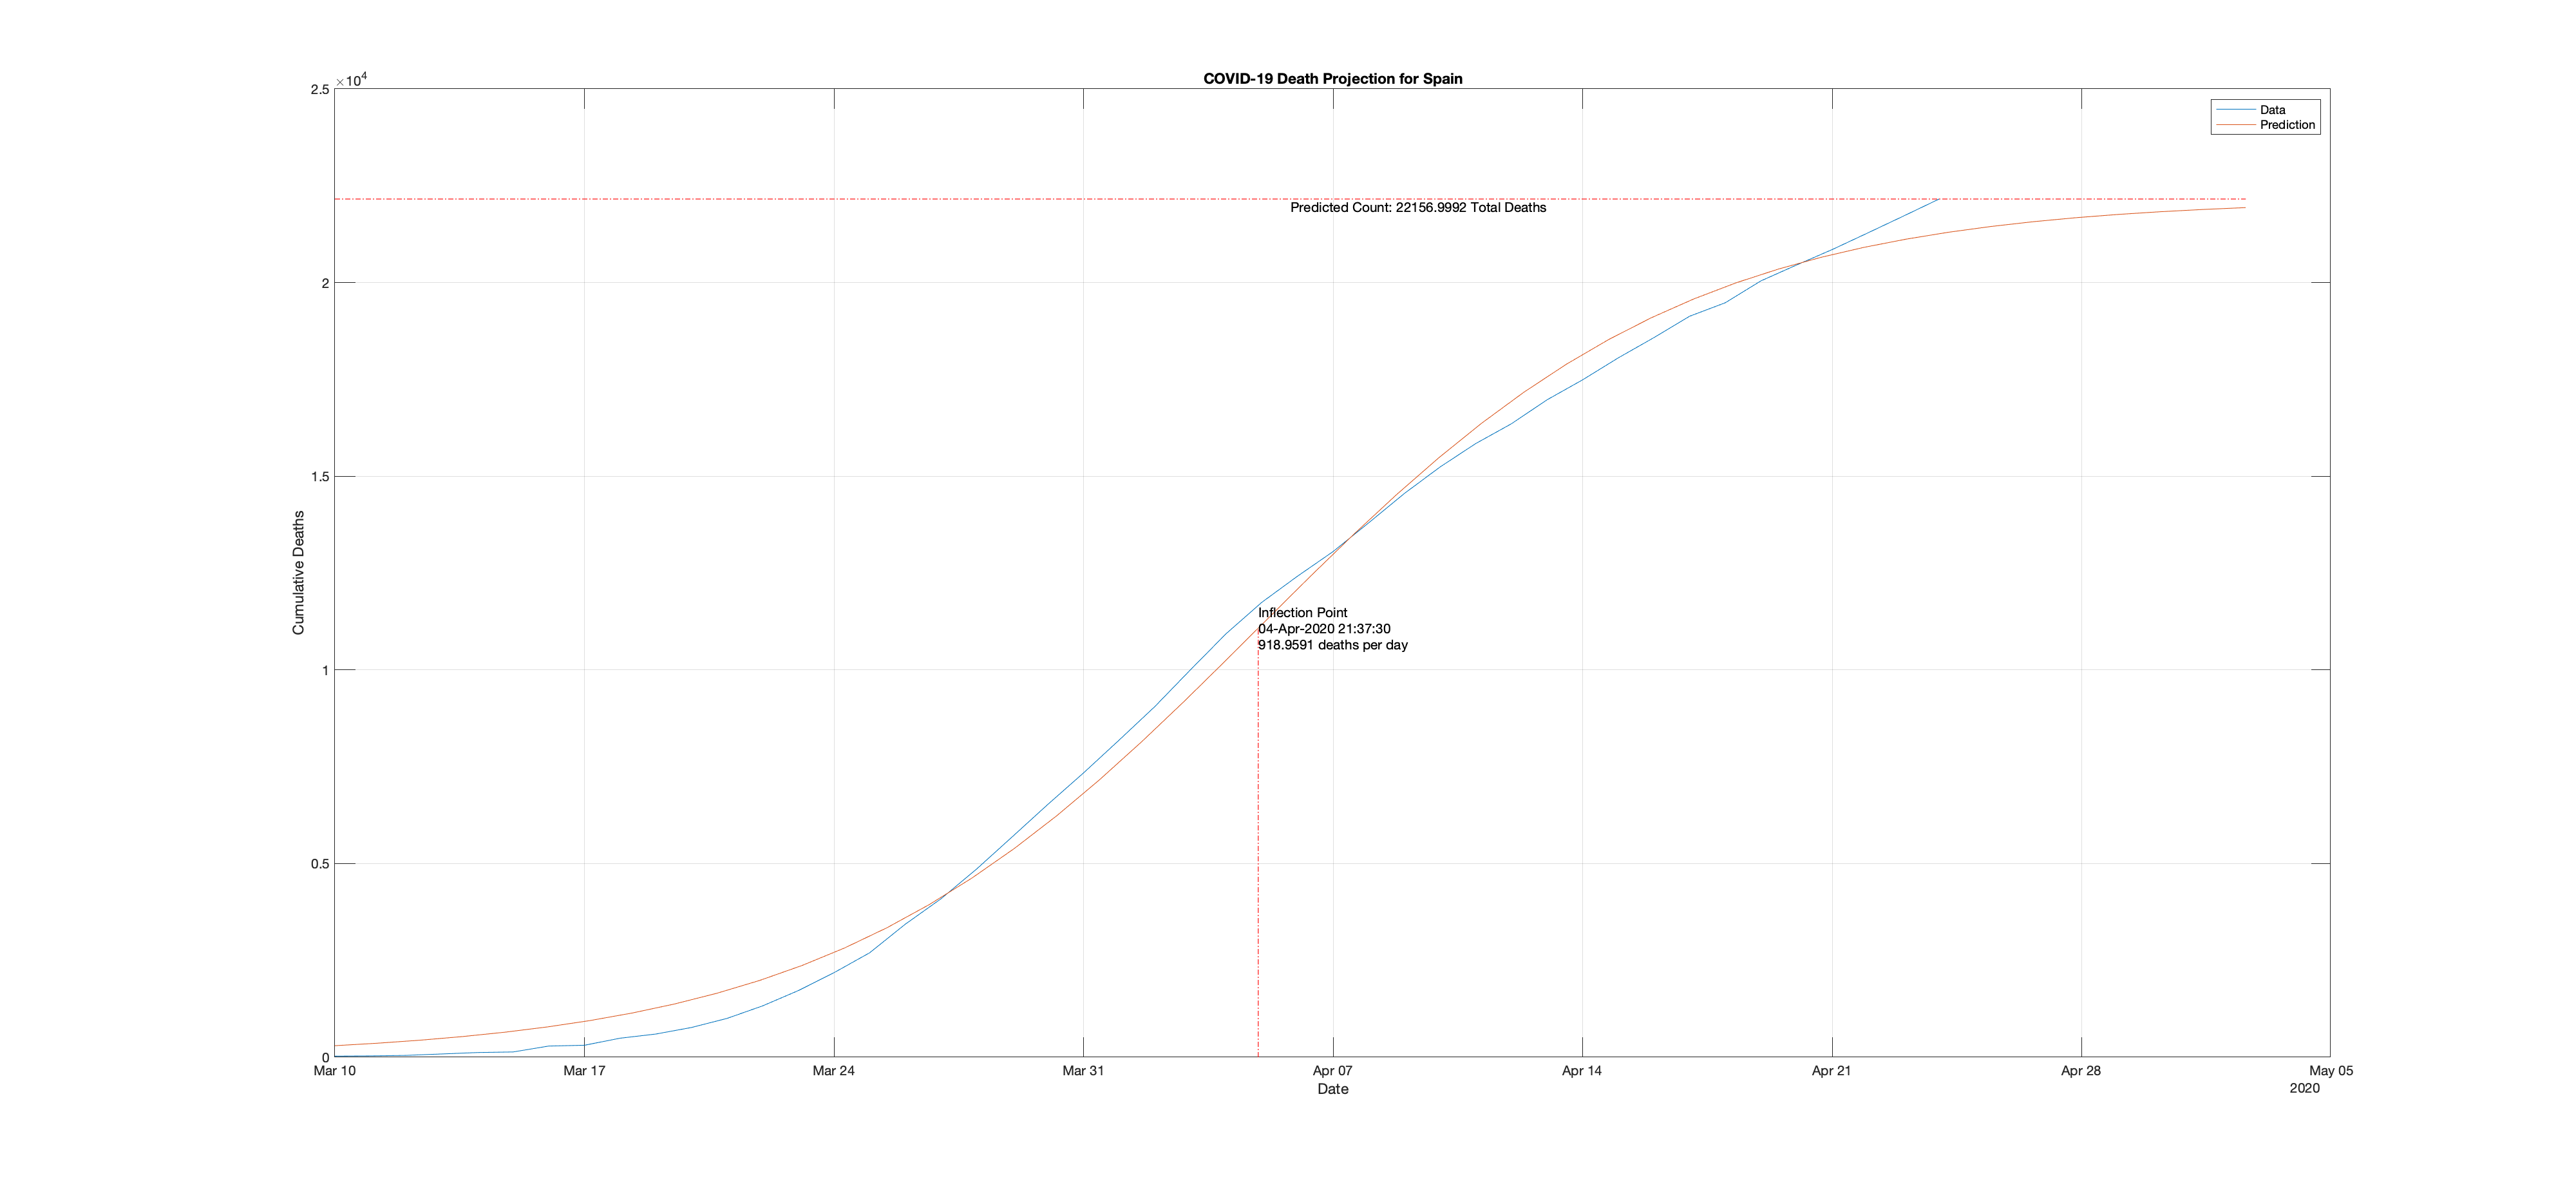 COVID-19 Death Projection for Spain
×10⁴
2.5
2
1.5
1
0.5
0
Cumulative Deaths
Data
Prediction
Predicted Count: 22156.9992 Total Deaths
Inflection Point
04-Apr-2020 21:37:30
918.9591 deaths per day
Mar 10 Mar 17 Mar 24 Mar 31 Apr 07 Apr 14 Apr 21 Apr 28 May 05
Date
2020